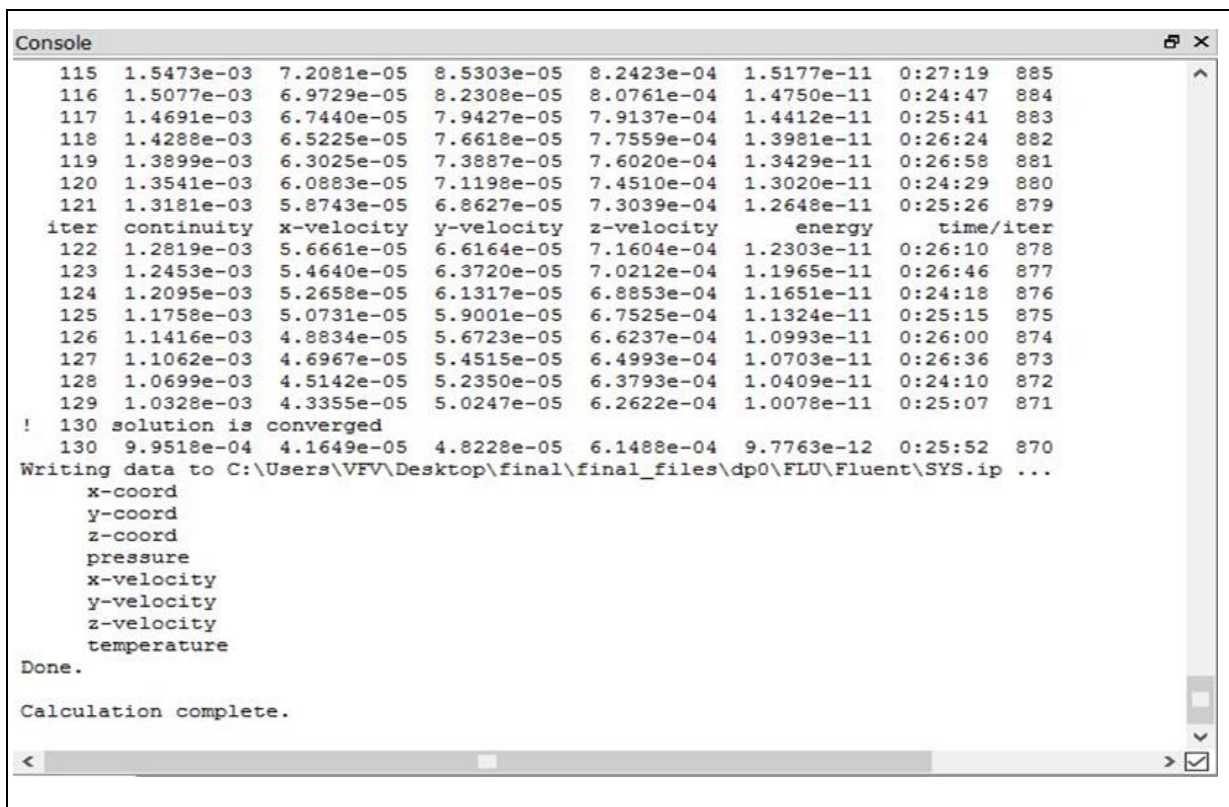 Console
115 1.5473e-03 7.2081e-05 8.5303e-05 8.2423e-04 1.5177e-11 0:27:19 885
116 1.5077e-03 6.9729e-05 8.2308e-05 8.0761e-04 1.4750e-11 0:24:47 884
117 1.4691e-03 6.7440e-05 7.9427e-05 7.9137e-04 1.4412e-11 0:25:41 883
118 1.4288e-03 6.5225e-05 7.6618e-05 7.7559e-04 1.3981e-11 0:26:24 882
119 1.3899e-03 6.3025e-05 7.3887e-05 7.6020e-04 1.3429e-11 0:26:58 881
120 1.3541e-03 6.0883e-05 7.1198e-05 7.4510e-04 1.3020e-11 0:24:29 880
121 1.3181e-03 5.8743e-05 6.8627e-05 7.3039e-04 1.2648e-11 0:25:26 879
iter continuity x-velocity y-velocity z-velocity energy time/iter
122 1.2819e-03 5.6661e-05 6.6164e-05 7.1604e-04 1.2303e-11 0:26:10 878
123 1.2453e-03 5.4640e-05 6.3720e-05 7.0212e-04 1.1965e-11 0:26:46 877
124 1.2095e-03 5.2658e-05 6.1317e-05 6.8853e-04 1.1651e-11 0:24:18 876
125 1.1758e-03 5.0731e-05 5.9001e-05 6.7525e-04 1.1324e-11 0:25:15 875
126 1.1416e-03 4.8834e-05 5.6723e-05 6.6237e-04 1.0993e-11 0:26:00 874
127 1.1062e-03 4.6967e-05 5.4515e-05 6.4993e-04 1.0703e-11 0:26:36 873
128 1.0699e-03 4.5142e-05 5.2350e-05 6.3793e-04 1.0409e-11 0:24:10 872
129 1.0328e-03 4.3355e-05 5.0247e-05 6.2622e-04 1.0078e-11 0:25:07 871
! 130 solution is converged
130 9.9518e-04 4.1649e-05 4.8228e-05 6.1488e-04 9.7763e-12 0:25:52 870
Writing data to C:\Users\VFV\Desktop\final\final_files\dp0\FLU\Fluent\SYS.ip ...
x-coord
y-coord
z-coord
pressure
x-velocity
y-velocity
z-velocity
temperature
Done.
Calculation complete.